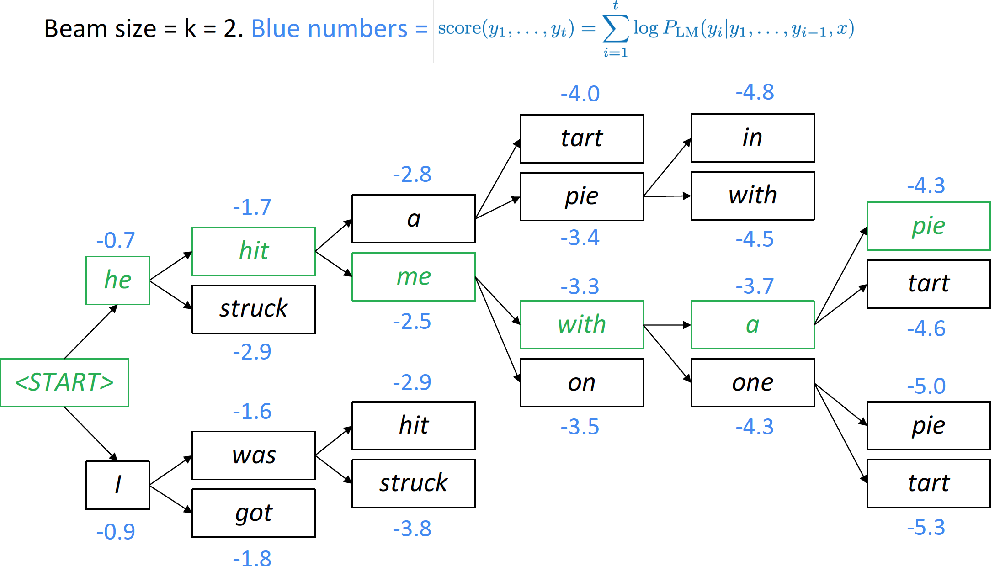 Beam size = k = 2. Blue numbers = score(y₁, . . . , yₜ) = ∑ᵗᵢ₌₁ log P_LM(yᵢ|y₁, . . . , yᵢ₋₁, x)
-4.0
-4.8
tart
in
-2.8
pie
with
-4.3
-1.7
a
-3.4
-4.5
pie
-0.7
hit
me
-3.3
-3.7
tart
he
struck
-2.5
with
a
-4.6
-2.9
<START>
-2.9
on
one
-5.0
-1.6
hit
-3.5
-4.3
pie
was
struck
tart
I
got
-3.8
-5.3
-0.9
-1.8